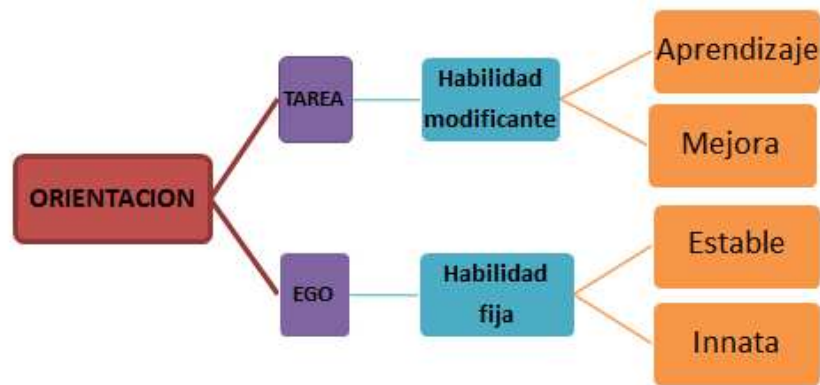 ORIENTACION
TAREA
Habilidad
modificante
Aprendizaje
Mejora
EGO
Habilidad
fija
Estable
Innata